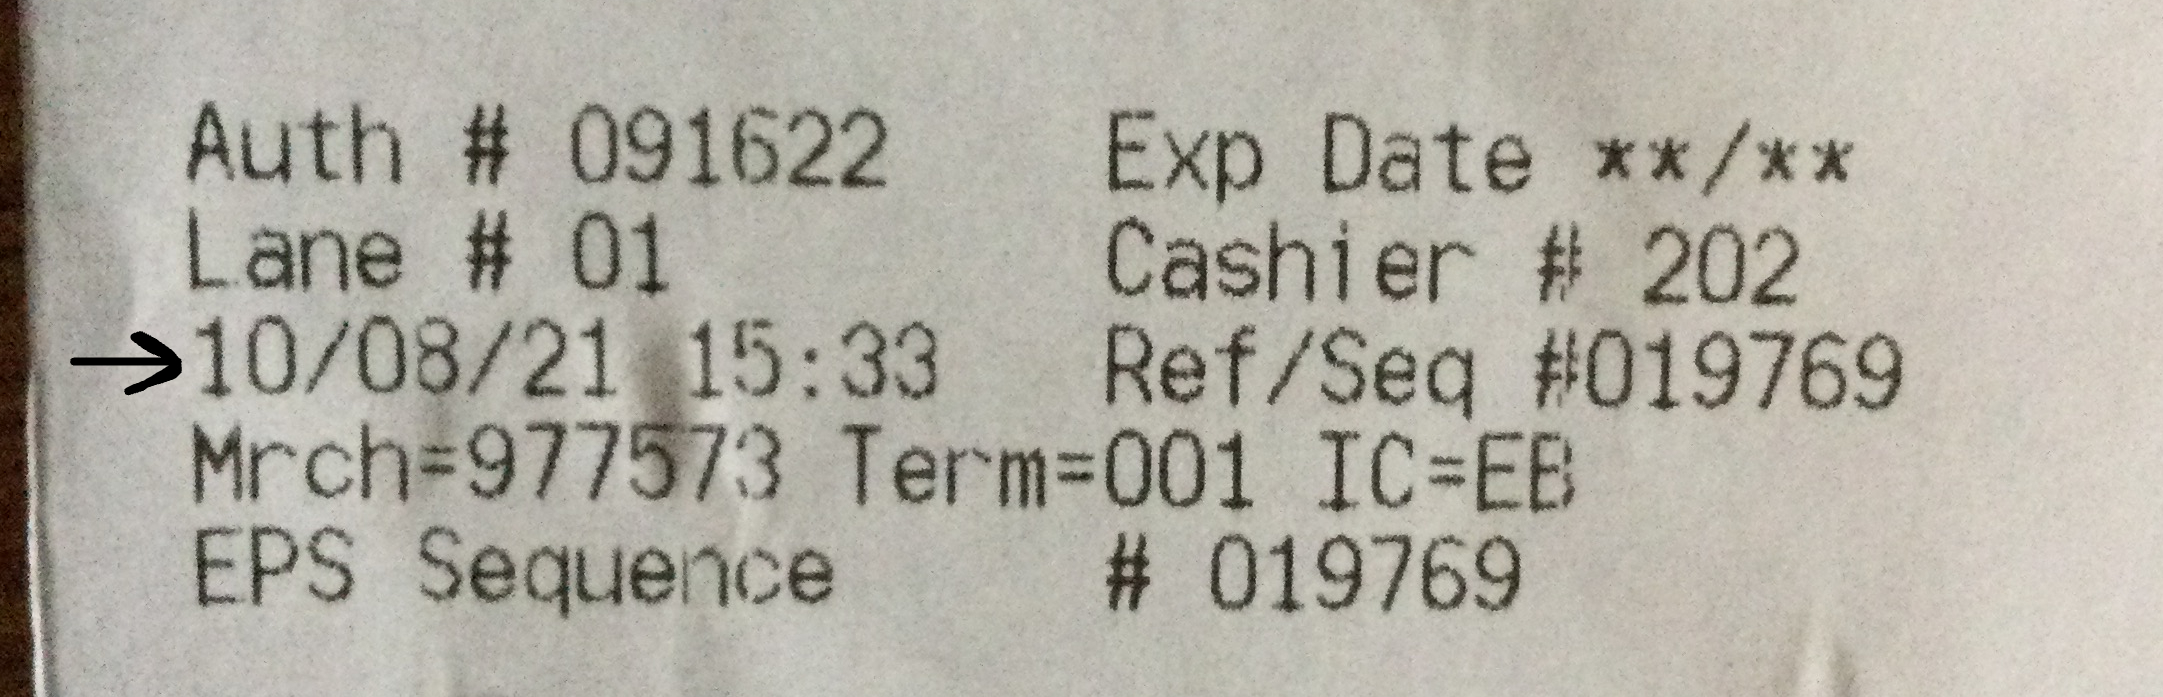 Auth # 091622 Exp Date **/**
Lane # 01 Cashier # 202
10/08/21 15:33 Ref/Seq #019769
Mrch=977573 Term=001 IC=EB
EPS Sequence # 019769